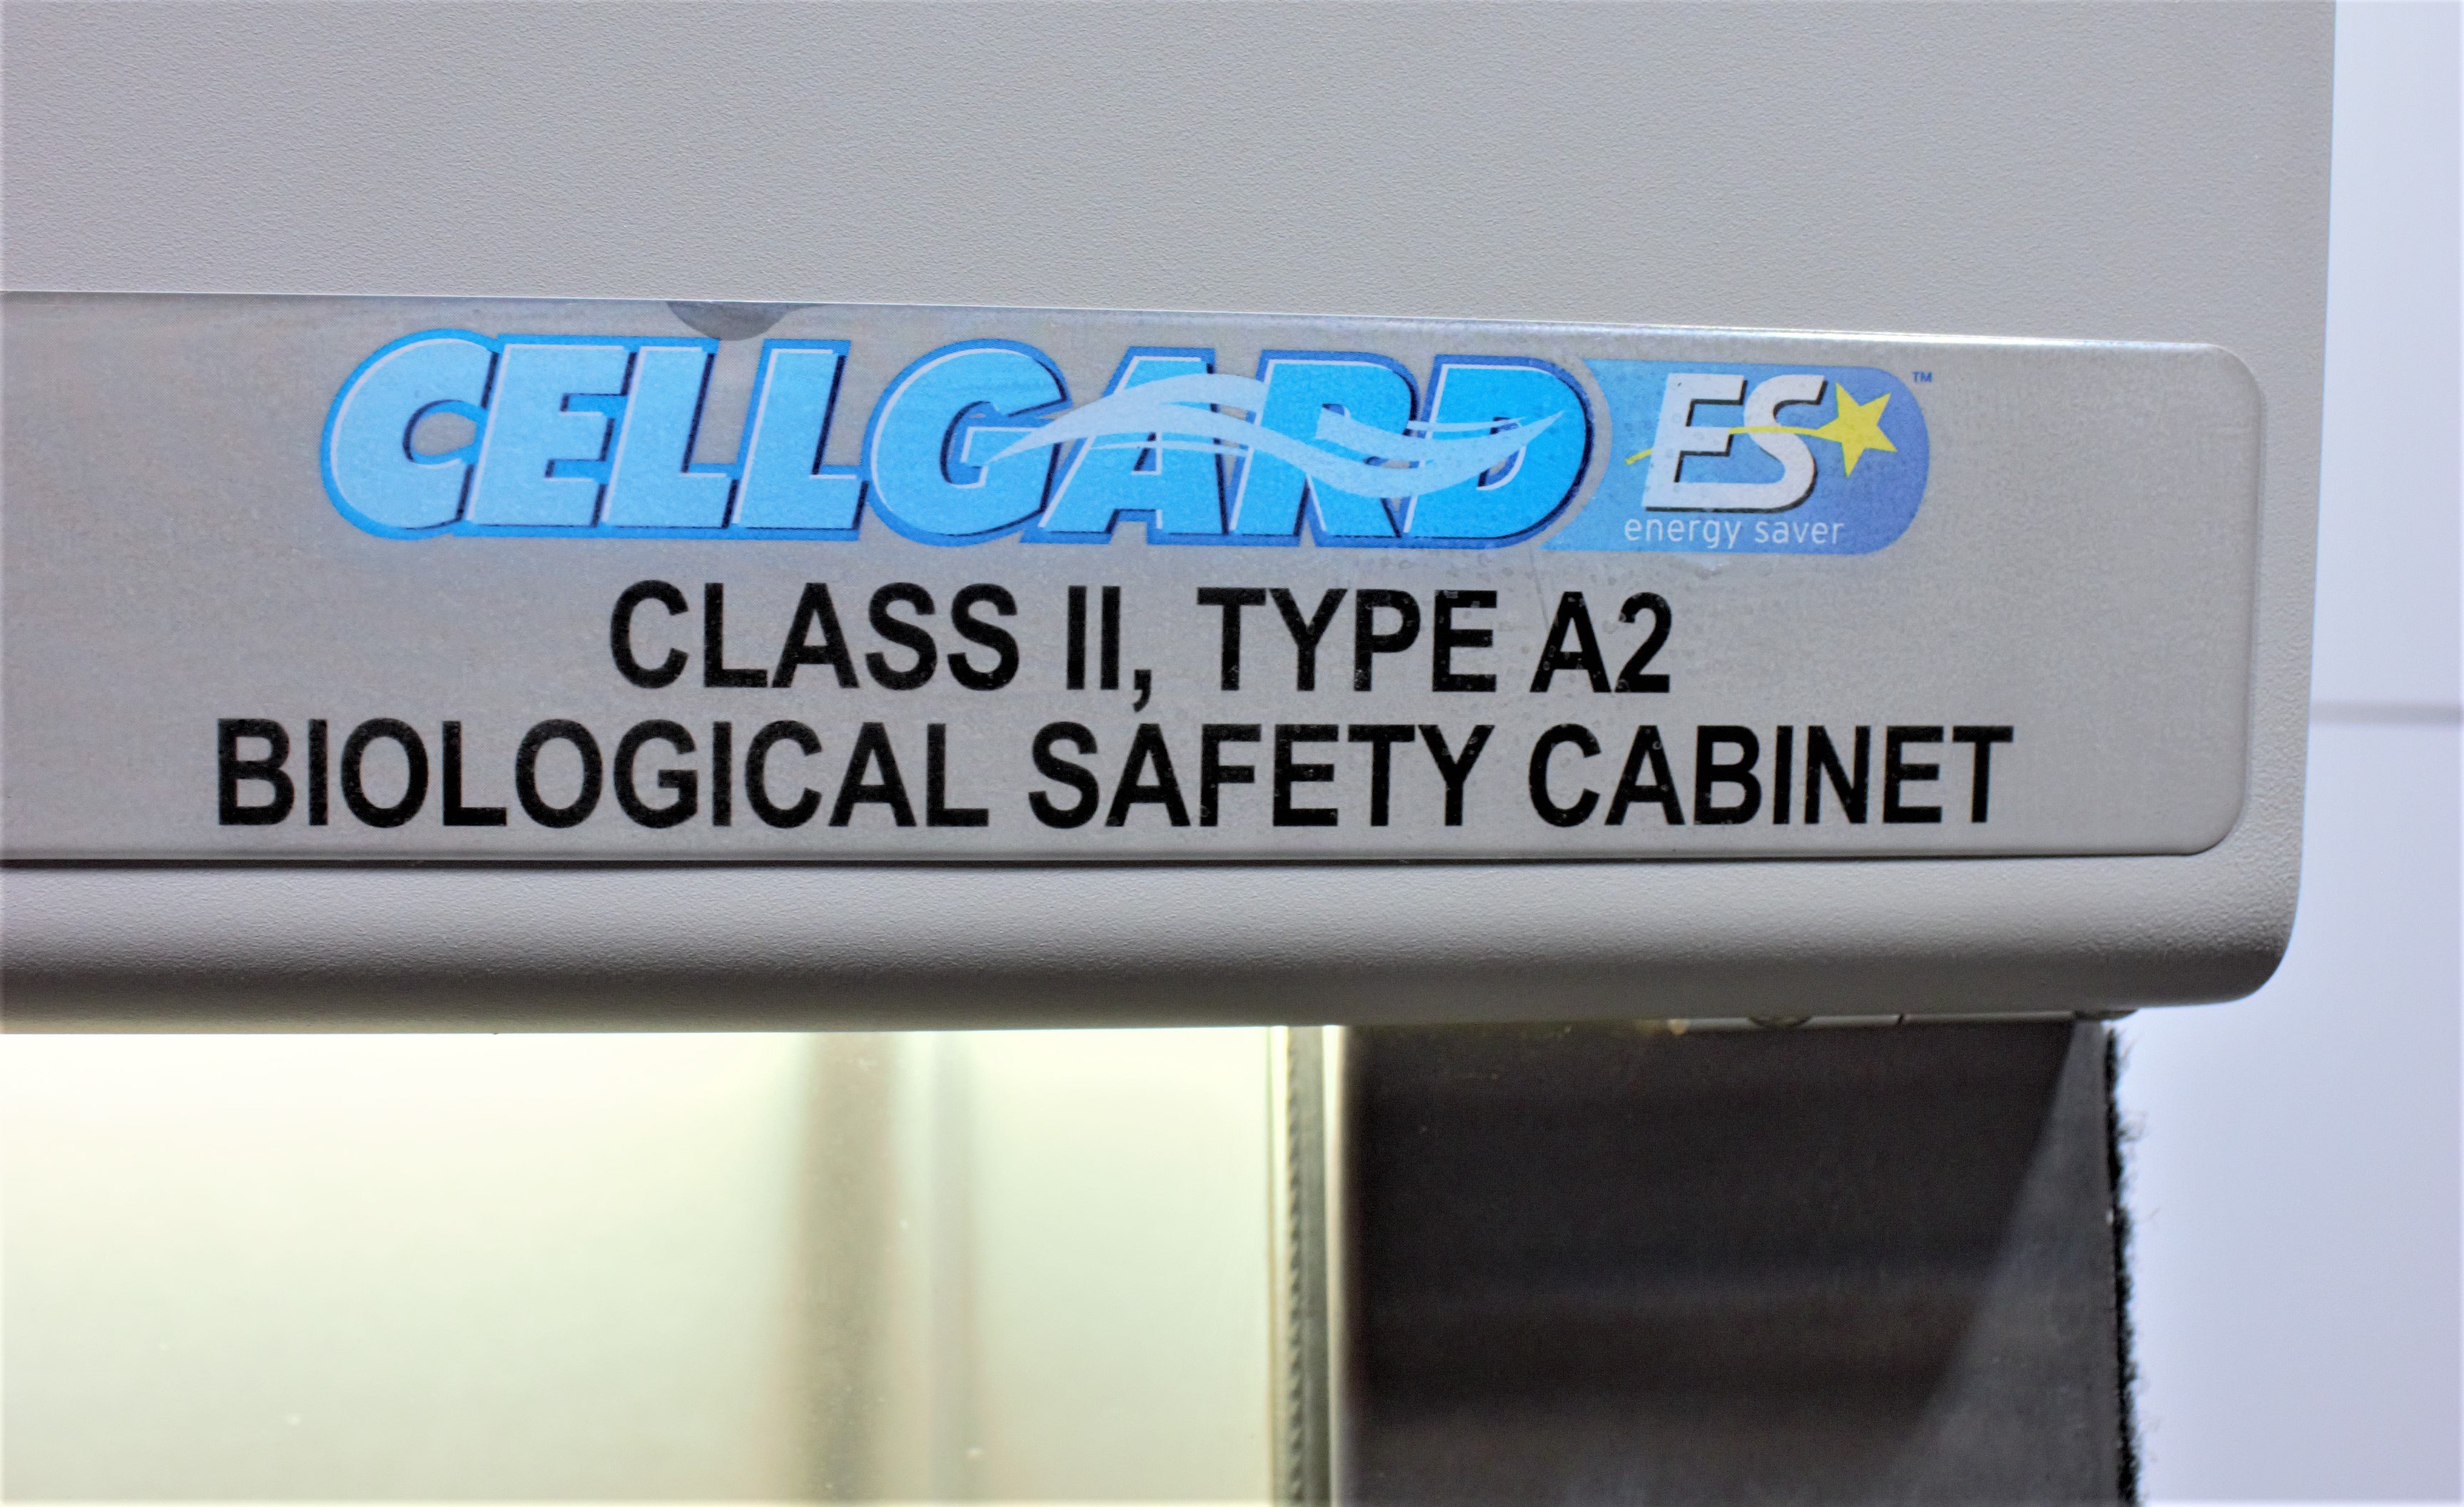 CELLGARD ES™
energy saver
CLASS II, TYPE A2
BIOLOGICAL SAFETY CABINET